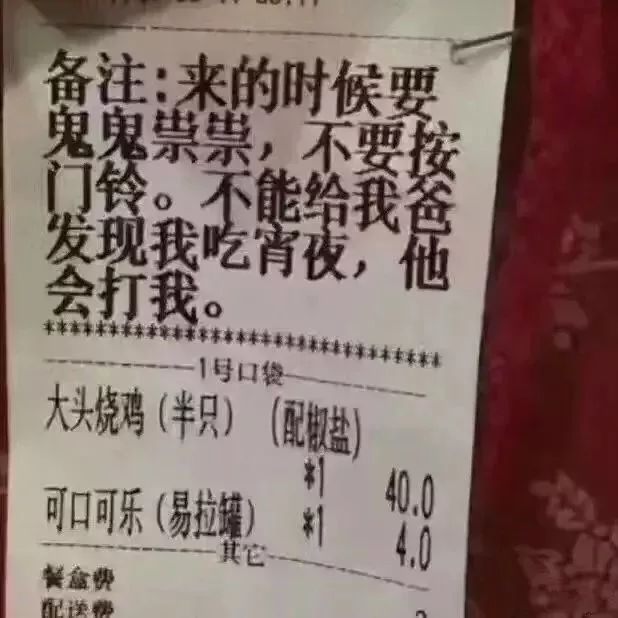 备注:来的时候要
鬼鬼祟祟，不要按
门铃。不能给我爸
发现我吃宵夜，他
会打我。
********************************
1号口袋
大头烧鸡（半只）（配椒盐）
*1 40.0
可口可乐（易拉罐） *1 4.0
其它
餐盒费
配送费